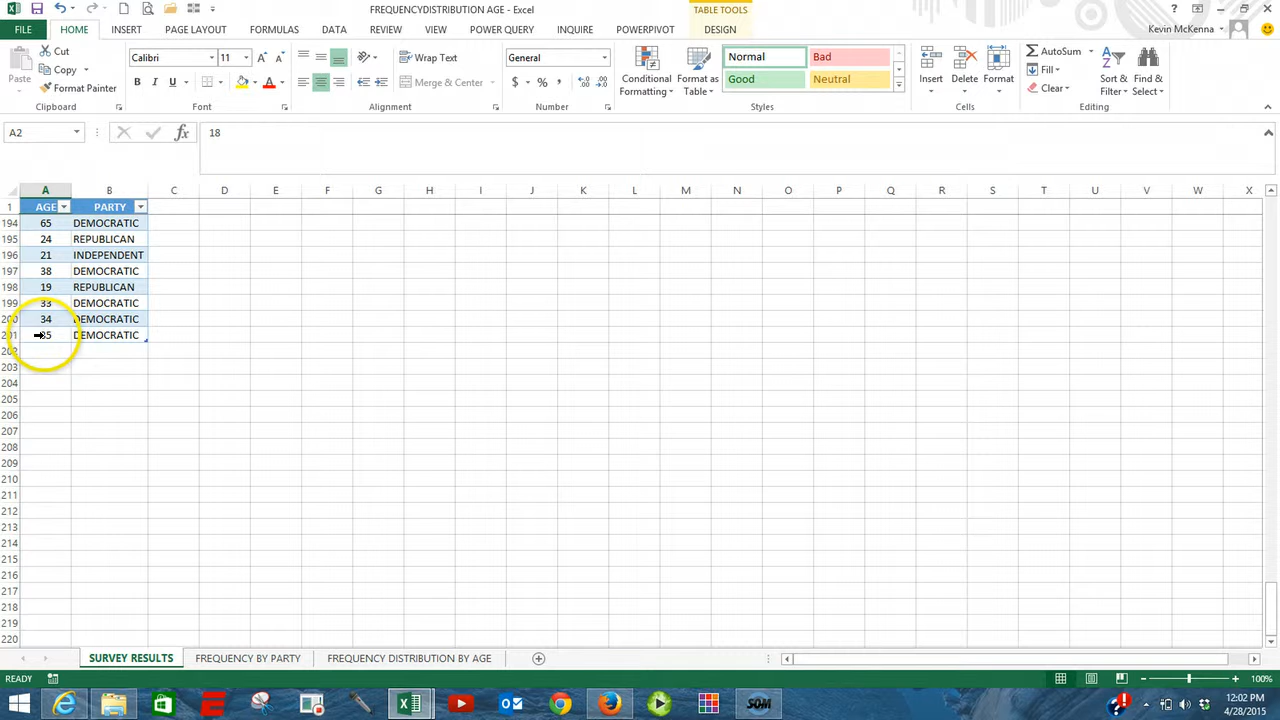 FREQUENCYDISTRIBUTION AGE - Excel
TABLE TOOLS
FILE HOME INSERT PAGE LAYOUT FORMULAS DATA REVIEW VIEW POWER QUERY INQUIRE POWERPIVOT DESIGN
Kevin McKenna
Paste
Cut
Copy
Format Painter
Clipboard
Calibri 11
B I U
Font
Wrap Text
Merge & Center
Alignment
General
$ % ,
Number
Conditional Formatting
Format as Table
Normal Bad
Good Neutral
Styles
Insert Delete Format
Cells
AutoSum
Fill
Clear
Sort & Filter
Find & Select
Editing
A2 fx 18
A B C D E F G H I J K L M N O P Q R S T U V W X
1 AGE PARTY
194 65 DEMOCRATIC
195 24 REPUBLICAN
196 21 INDEPENDENT
197 38 DEMOCRATIC
198 19 REPUBLICAN
199 33 DEMOCRATIC
200 34 DEMOCRATIC
201 DEMOCRATIC
202
203
204
205
206
207
208
209
210
211
212
213
214
215
216
217
218
219
220
SURVEY RESULTS FREQUENCY BY PARTY FREQUENCY DISTRIBUTION BY AGE
READY 100%
SOM
12:02 PM
4/28/2015